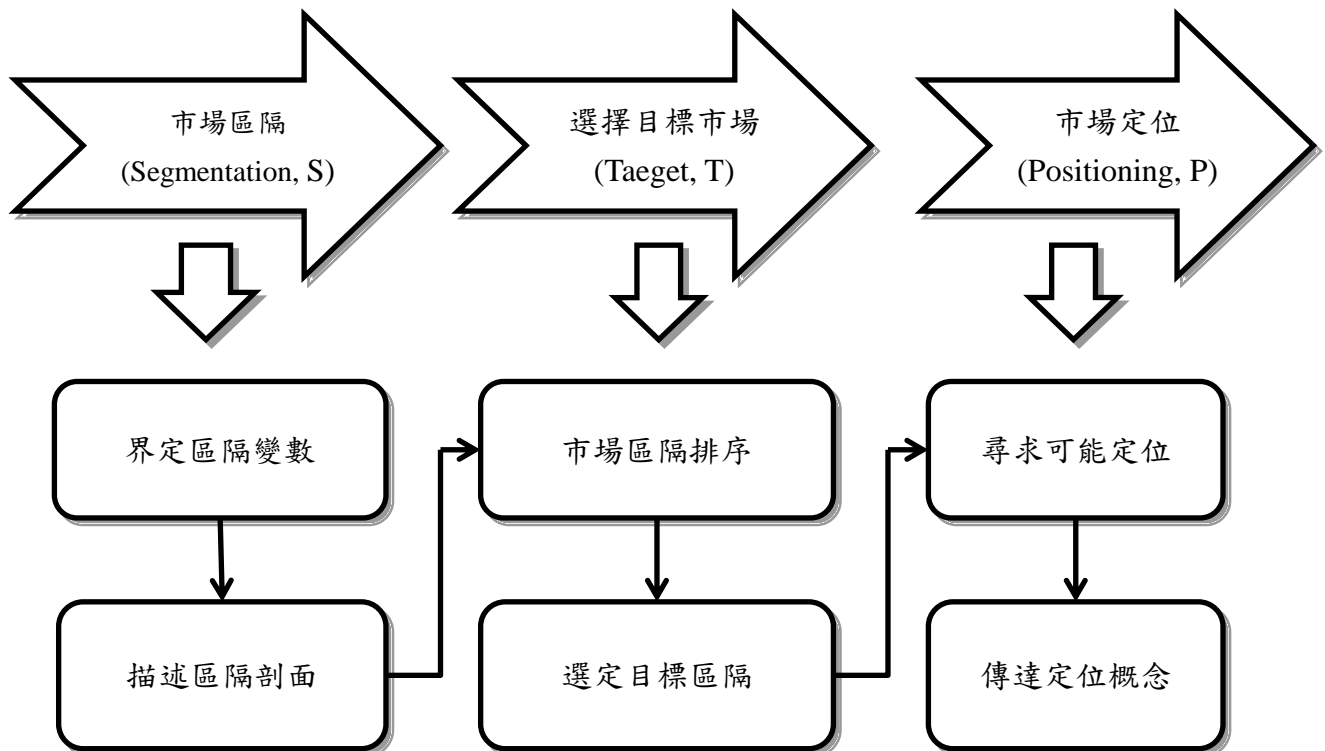 市場區隔
(Segmentation, S)
選擇目標市場
(Taeget, T)
市場定位
(Positioning, P)
界定區隔變數
市場區隔排序
尋求可能定位
描述區隔剖面
選定目標區隔
傳達定位概念